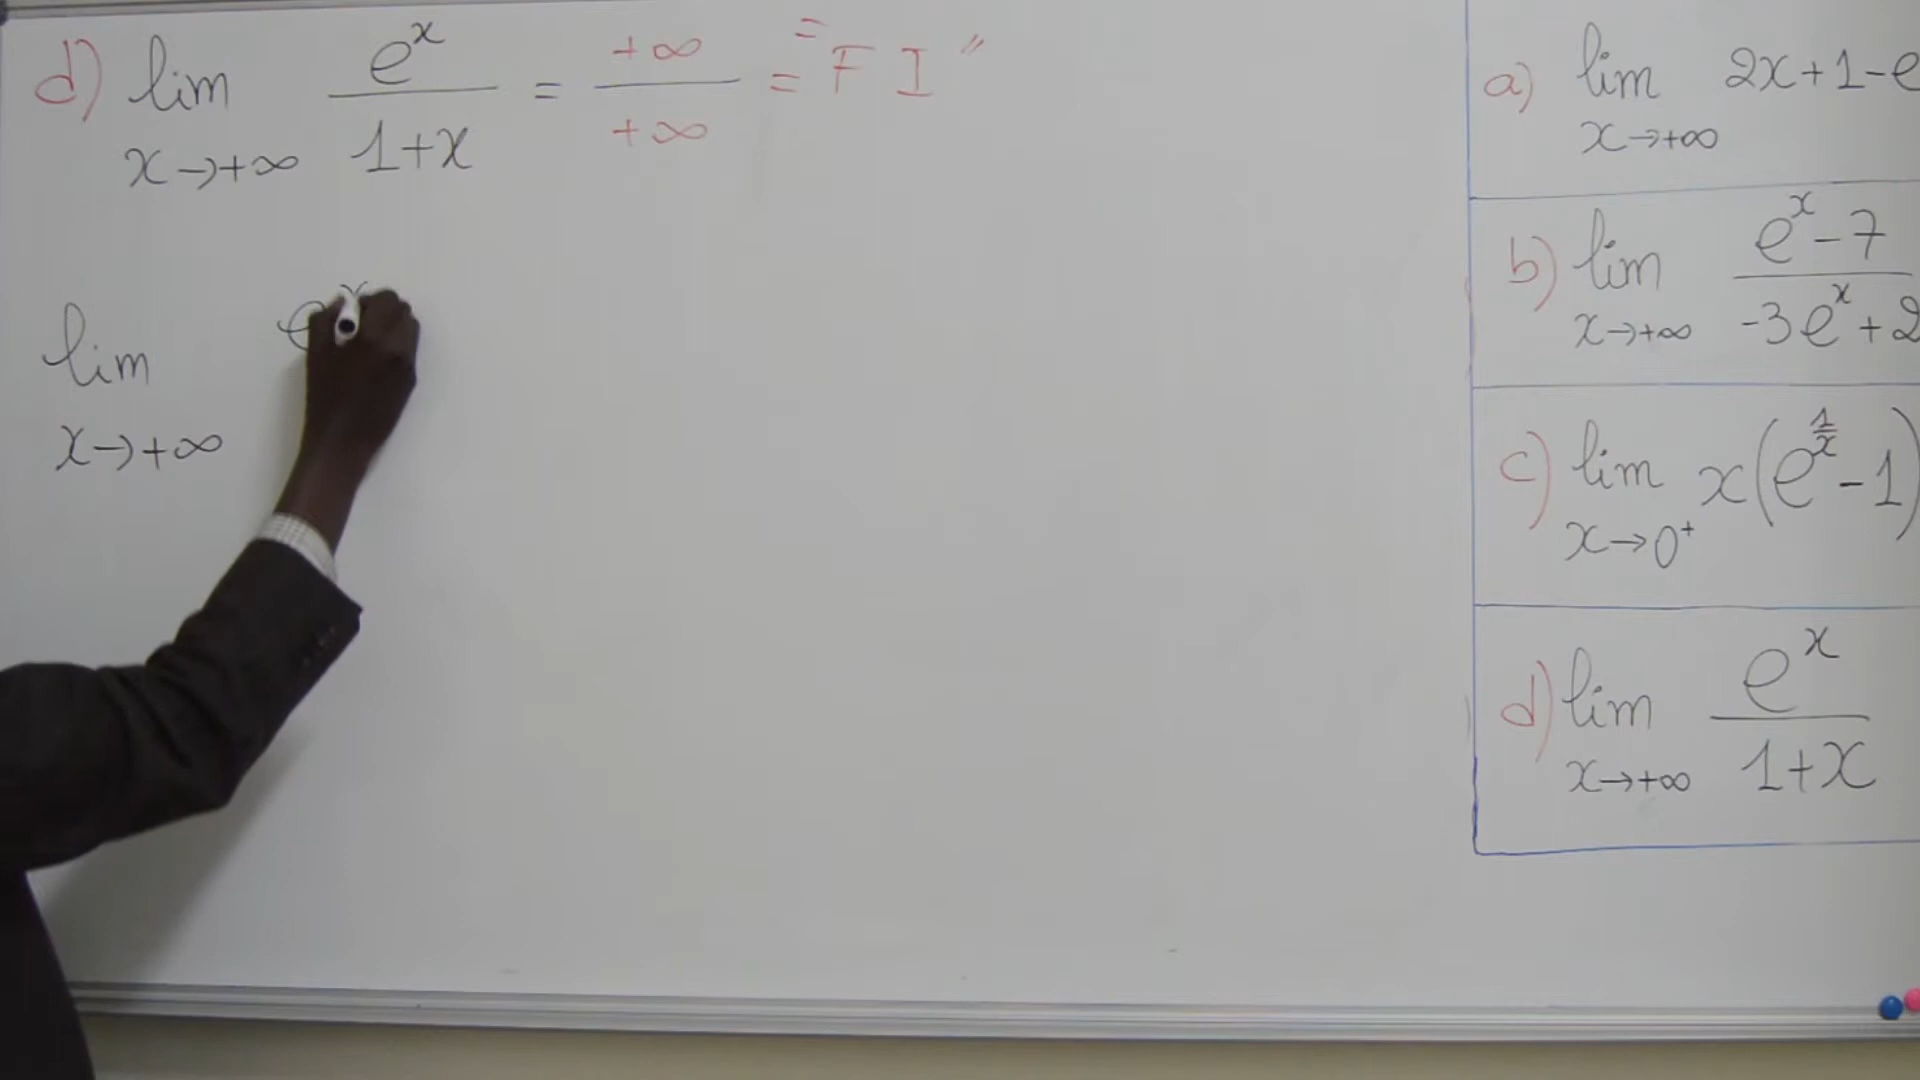 d) lim e^x / 1+x = +∞ / +∞ = "F I"
x→+∞
lim e^x
x→+∞
a) lim 2x+1-e
x→+∞
b) lim e^x-7 / -3e^x+2
x→+∞
c) lim x(e^1/x-1)
x→0+
d) lim e^x / 1+x
x→+∞